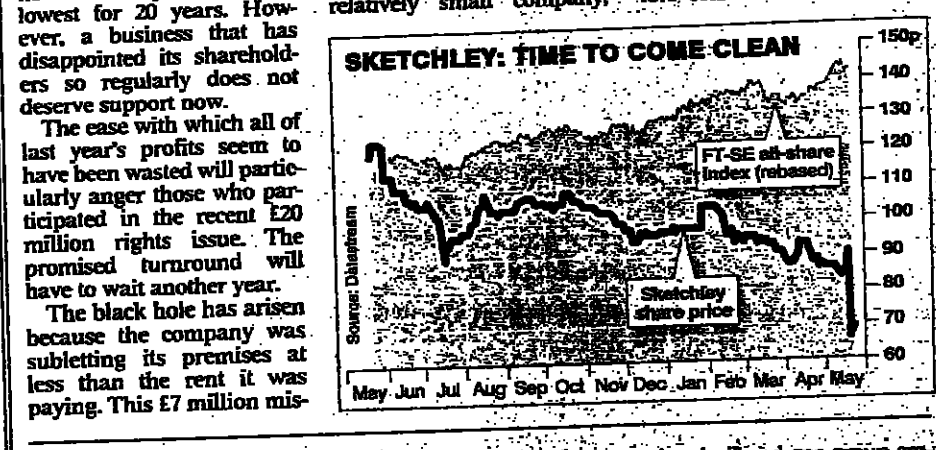 lowest for 20 years. How-
ever, a business that has
disappointed its sharehold-
ers so regularly does not
deserve support now.
The ease with which all of
last year's profits seem to
have been wasted will partic-
ularly anger those who par-
ticipated in the recent £20
million rights issue. The
promised turnround will
have to wait another year.
The black hole has arisen
because the company was
subletting its premises at
less than the rent it was
paying. This £7 million mis-
relatively small company,
SKETCHLEY: TIME TO COME CLEAN
150p
140
130
120
110
100
90
80
70
60
FT-SE all-share
index (rebased)
Sketchley
share price
Source: Datastream
May Jun Jul Aug Sep Oct Nov Dec Jan Feb Mar Apr May